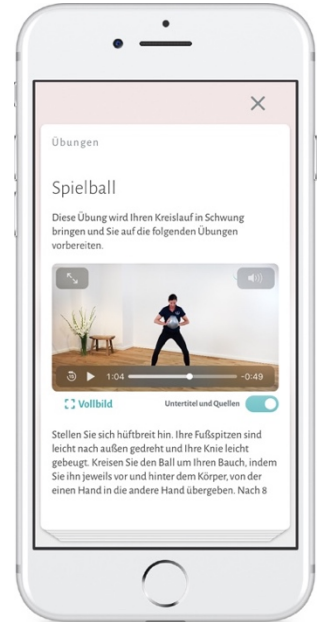 Übungen
Spielball
Diese Übung wird Ihren Kreislauf in Schwung
bringen und Sie auf die folgenden Übungen
vorbereiten.
1:04 -0:49
Vollbild Untertitel und Quellen
Stellen Sie sich hüftbreit hin. Ihre Fußspitzen sind
leicht nach außen gedreht und Ihre Knie leicht
gebeugt. Kreisen Sie den Ball um Ihren Bauch, indem
Sie ihn jeweils vor und hinter dem Körper, von der
einen Hand in die andere Hand übergeben. Nach 8